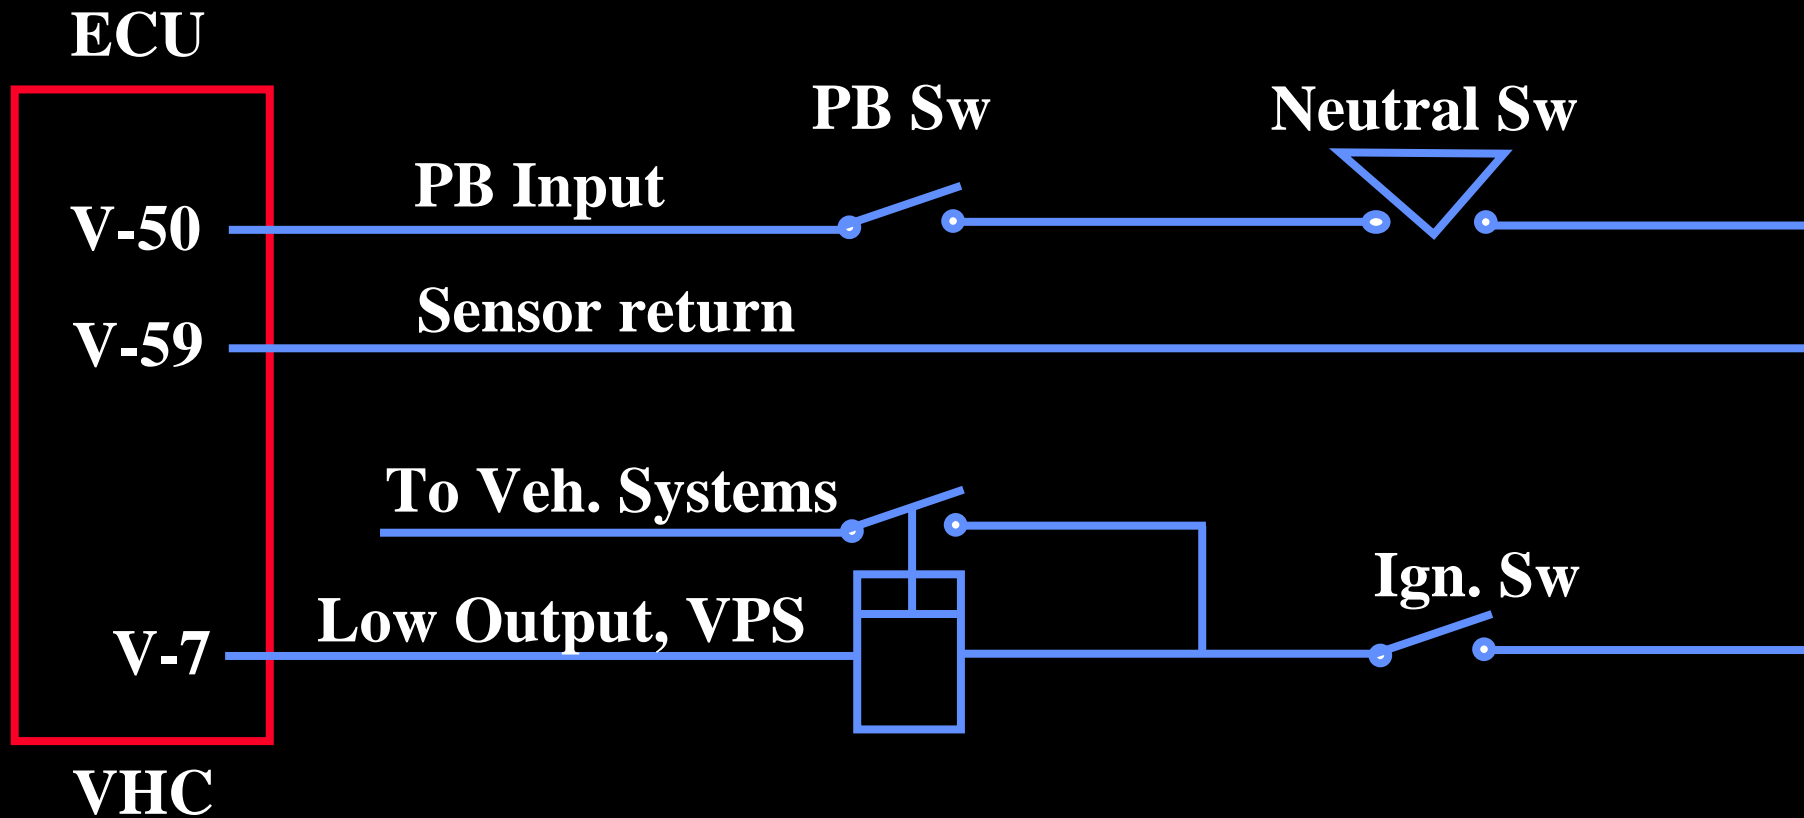 ECU
PB Sw
Neutral Sw
PB Input
V-50
Sensor return
V-59
To Veh. Systems
Ign. Sw
Low Output, VPS
V-7
VHC